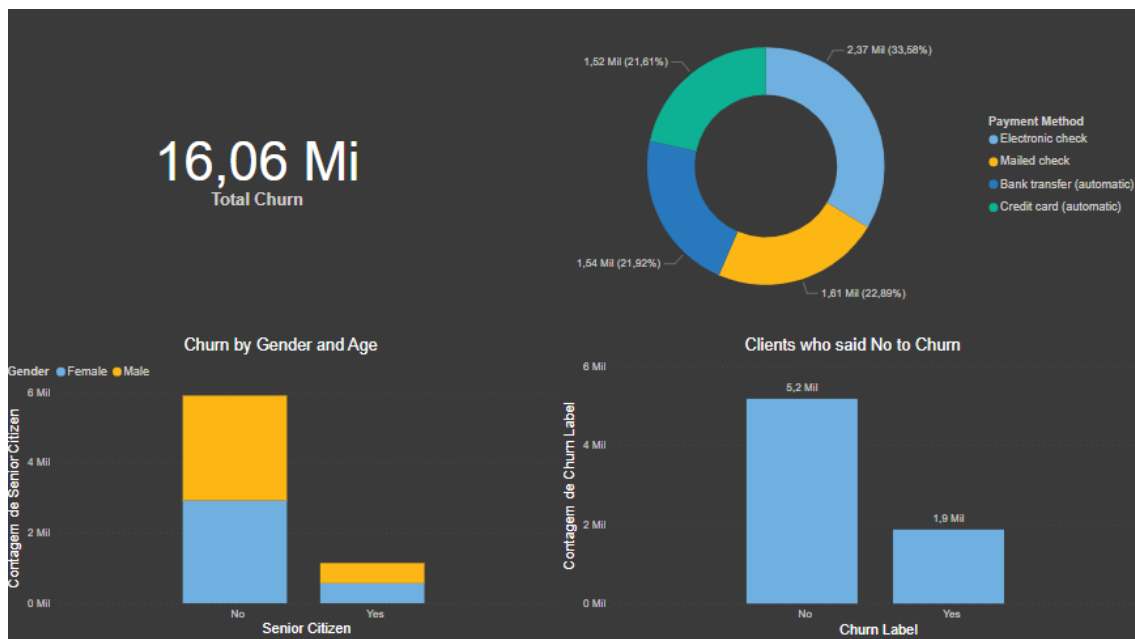 16,06 Mi
Total Churn
1,52 Mil (21,61%)
2,37 Mil (33,58%)
1,54 Mil (21,92%)
1,61 Mil (22,89%)
Payment Method
Electronic check
Mailed check
Bank transfer (automatic)
Credit card (automatic)
Churn by Gender and Age
Gender Female Male
Contagem de Senior Citizen
6 Mil
4 Mil
2 Mil
0 Mil
No Yes
Senior Citizen
Clients who said No to Churn
Contagem de Churn Label
6 Mil
4 Mil
2 Mil
0 Mil
5,2 Mil
1,9 Mil
No Yes
Churn Label